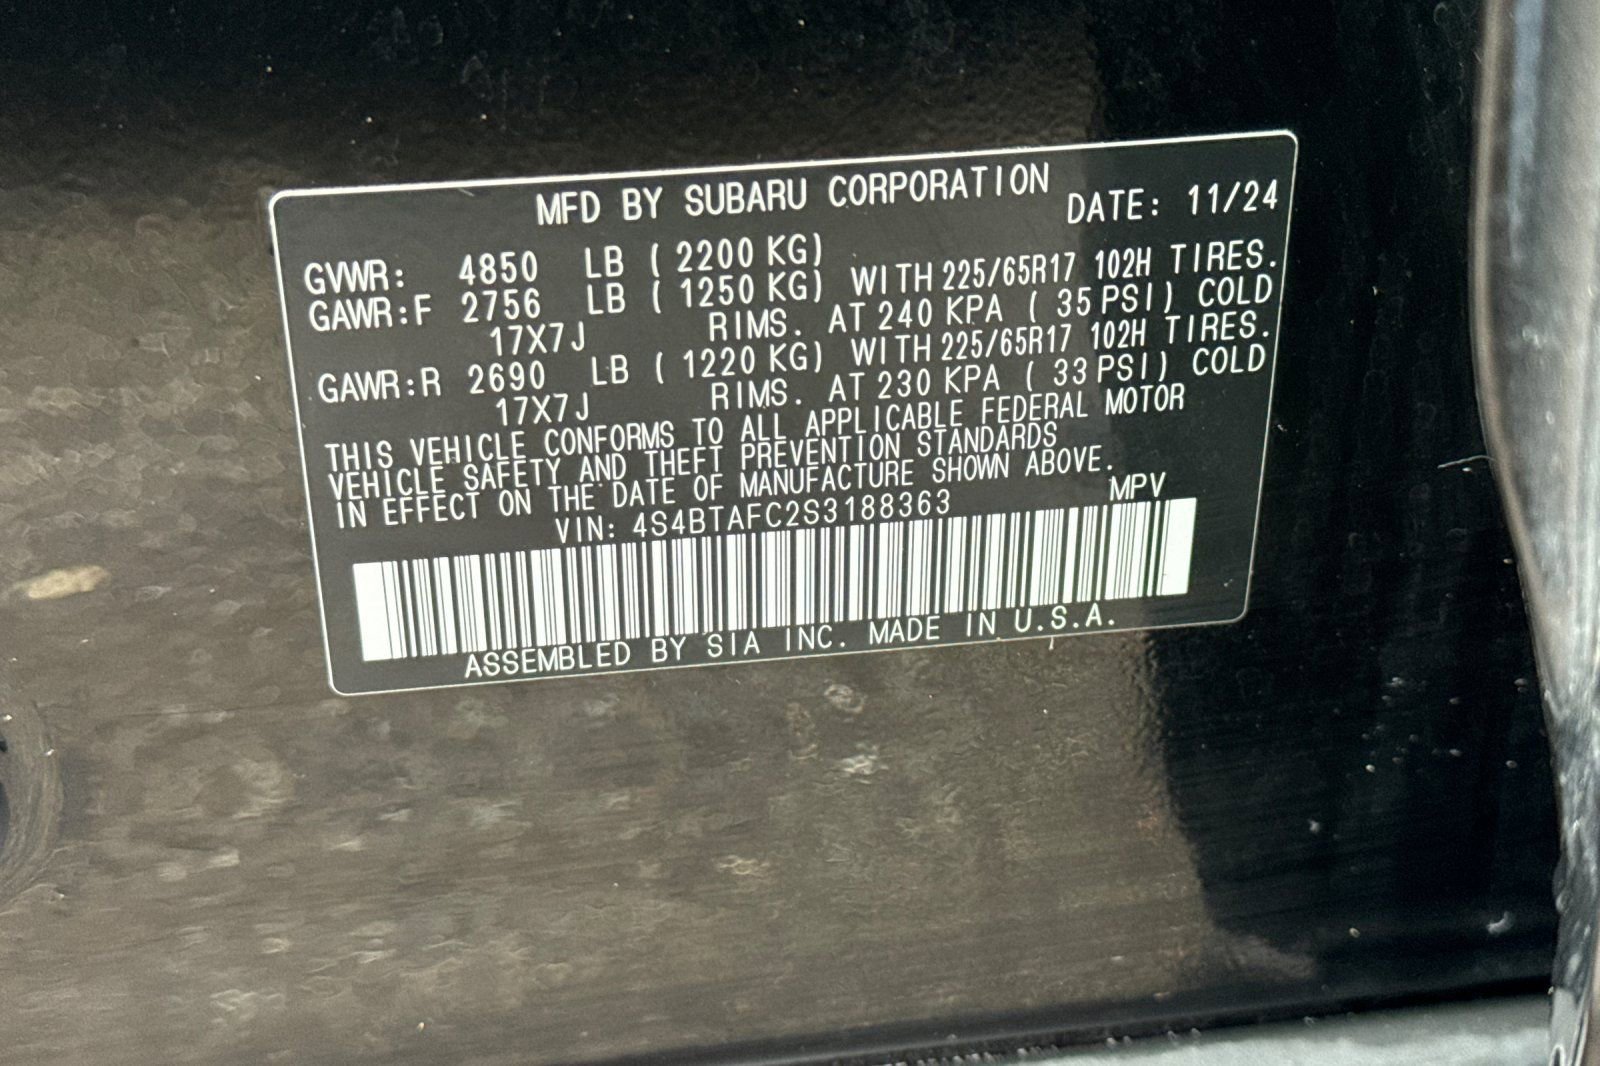 MFD BY SUBARU CORPORATION DATE: 11/24
GVWR: 4850 LB ( 2200 KG)
GAWR:F 2756 LB ( 1250 KG) WITH 225/65R17 102H TIRES.
17X7J RIMS. AT 240 KPA ( 35 PSI) COLD
GAWR:R 2690 LB ( 1220 KG) WITH 225/65R17 102H TIRES.
17X7J RIMS. AT 230 KPA ( 33 PSI) COLD
THIS VEHICLE CONFORMS TO ALL APPLICABLE FEDERAL MOTOR
VEHICLE SAFETY AND THEFT PREVENTION STANDARDS
IN EFFECT ON THE DATE OF MANUFACTURE SHOWN ABOVE.
VIN: 4S4BTAFC2S3188363 MPV
ASSEMBLED BY SIA INC. MADE IN U.S.A.